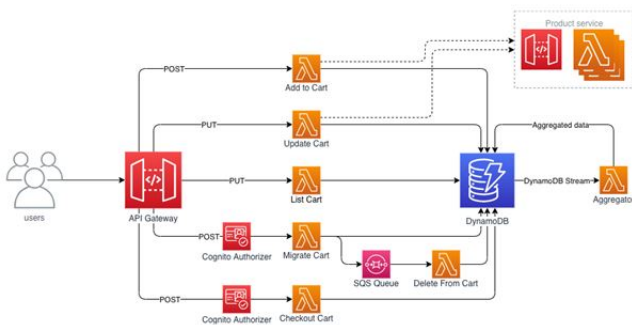 Product service
POST
Add to Cart
PUT
Update Cart
Aggregated data
users
API Gateway
PUT
List Cart
DynamoDB
DynamoDB Stream
Aggregato
POST
Cognito Authorizer
Migrate Cart
SQS Queue
Delete From Cart
POST
Cognito Authorizer
Checkout Cart